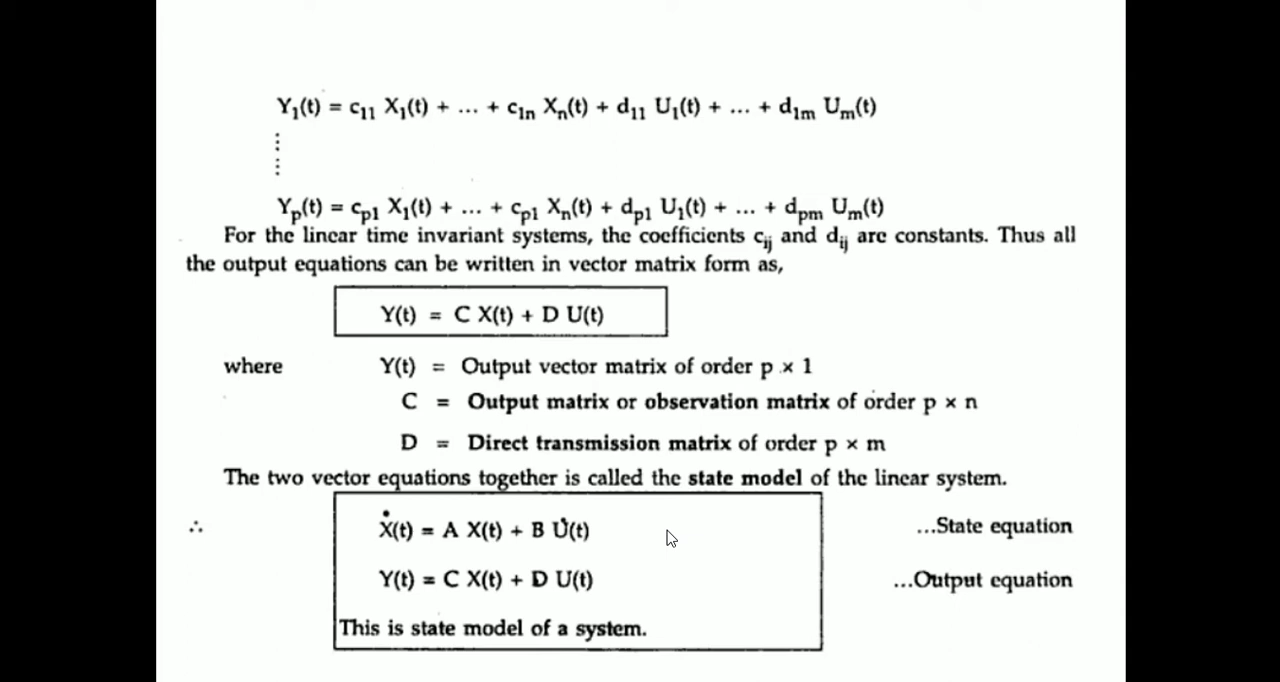 Y₁(t) = c₁₁ X₁(t) + ... + c₁ₙ Xₙ(t) + d₁₁ U₁(t) + ... + d₁ₘ Uₘ(t)
⋮
Yₚ(t) = cₚ₁ X₁(t) + ... + cₚ₁ Xₙ(t) + dₚ₁ U₁(t) + ... + dₚₘ Uₘ(t)
For the linear time invariant systems, the coefficients cᵢⱼ and dᵢⱼ are constants. Thus all
the output equations can be written in vector matrix form as,
Y(t) = C X(t) + D U(t)
where Y(t) = Output vector matrix of order p × 1
C = Output matrix or observation matrix of order p × n
D = Direct transmission matrix of order p × m
The two vector equations together is called the state model of the linear system.
∴ Ẋ(t) = A X(t) + B U(t) ...State equation
Y(t) = C X(t) + D U(t) ...Output equation
This is state model of a system.